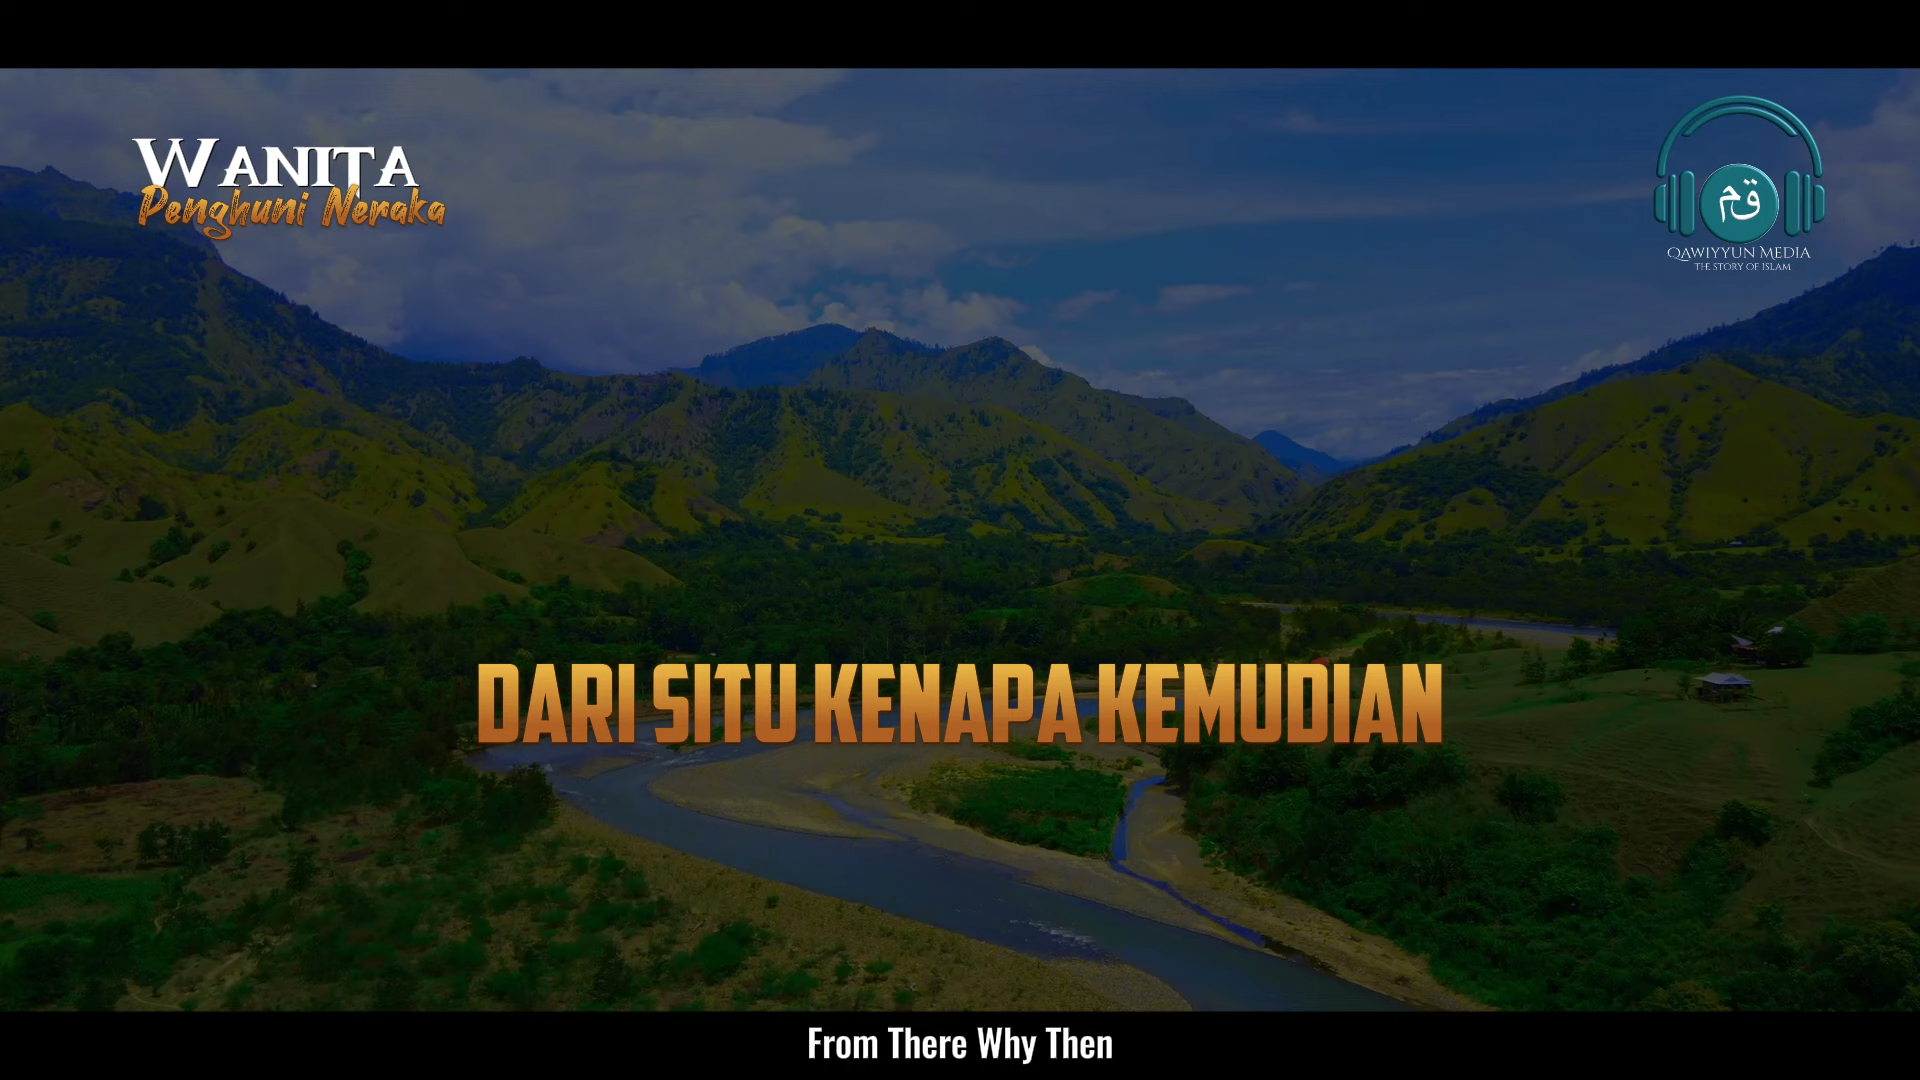 WANITA
Penghuni Neraka
قم
QAWIYYUN MEDIA
THE STORY OF ISLAM
DARI SITU KENAPA KEMUDIAN
From There Why Then